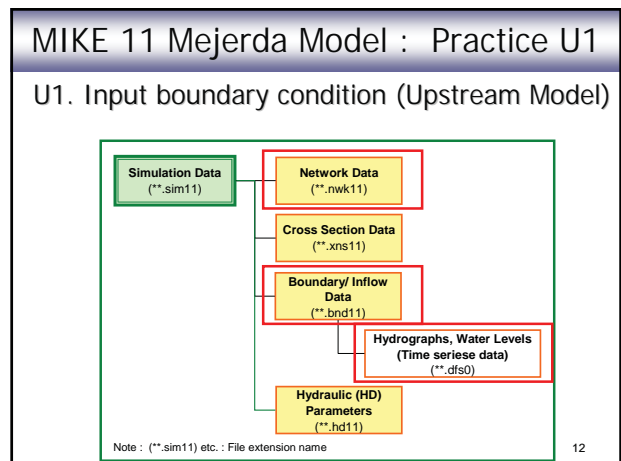 MIKE 11 Mejerda Model : Practice U1
U1. Input boundary condition (Upstream Model)
Simulation Data
(**.sim11)
Network Data
(**.nwk11)
Cross Section Data
(**.xns11)
Boundary/ Inflow
Data
(**.bnd11)
Hydrographs, Water Levels
(Time seriese data)
(**.dfs0)
Hydraulic (HD)
Parameters
(**.hd11)
Note : (**.sim11) etc. : File extension name
12